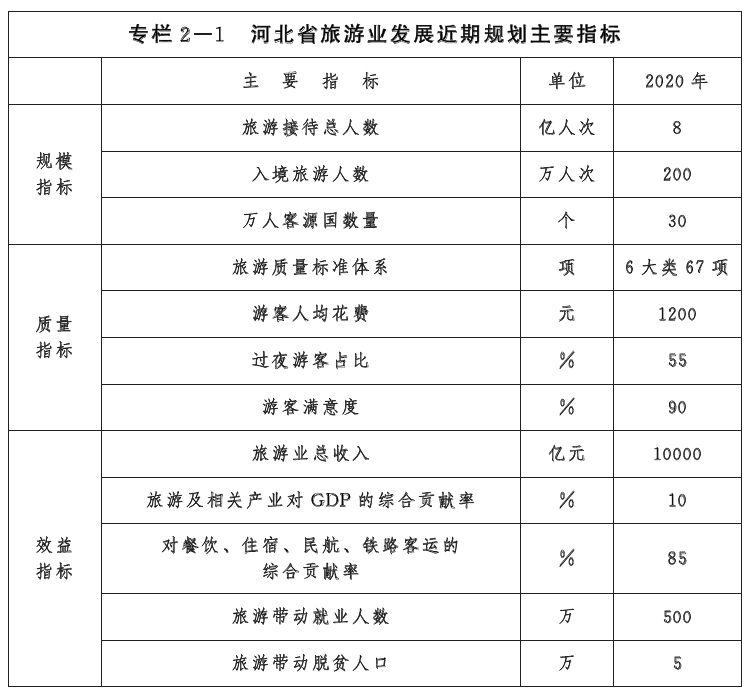 专栏 2—1 河北省旅游业发展近期规划主要指标
主 要 指 标 单位 2020 年
规模
指标
旅游接待总人数 亿人次 8
入境旅游人数 万人次 200
万人客源国数量 个 30
质量
指标
旅游质量标准体系 项 6 大类 67 项
游客人均花费 元 1200
过夜游客占比 % 55
游客满意度 % 90
效益
指标
旅游业总收入 亿元 10000
旅游及相关产业对 GDP 的综合贡献率 % 10
对餐饮、住宿、民航、铁路客运的
综合贡献率 % 85
旅游带动就业人数 万 500
旅游带动脱贫人口 万 5